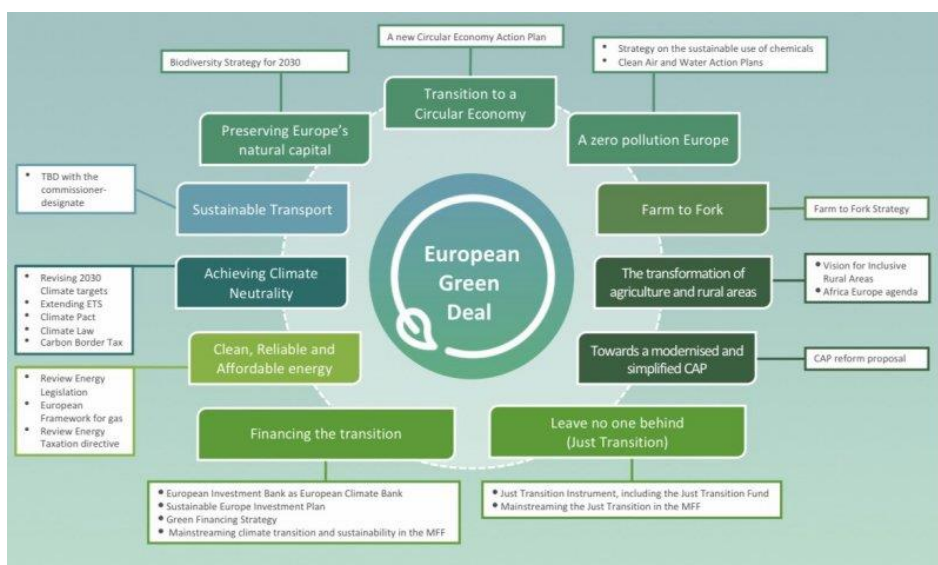 A new Circular Economy Action Plan
Transition to a
Circular Economy
Biodiversity Strategy for 2030
Preserving Europe's
natural capital
• Strategy on the sustainable use of chemicals
• Clean Air and Water Action Plans
A zero pollution Europe
• TBD with the
commissioner-
designate
Sustainable Transport
Farm to Fork
Farm to Fork Strategy
• Revising 2030
Climate targets
• Extending ETS
• Climate Pact
• Climate Law
• Carbon Border Tax
Achieving Climate
Neutrality
European
Green
Deal
The transformation of
agriculture and rural areas
• Vision for Inclusive
Rural Areas
• Africa Europe agenda
• Review Energy
Legislation
• European
Framework for gas
• Review Energy
Taxation directive
Clean, Reliable and
Affordable energy
Towards a modernised and
simplified CAP
CAP reform proposal
Financing the transition
• European Investment Bank as European Climate Bank
• Sustainable Europe Investment Plan
• Green Financing Strategy
• Mainstreaming climate transition and sustainability in the MFF
Leave no one behind
(Just Transition)
• Just Transition Instrument, including the Just Transition Fund
• Mainstreaming the Just Transition in the MFF